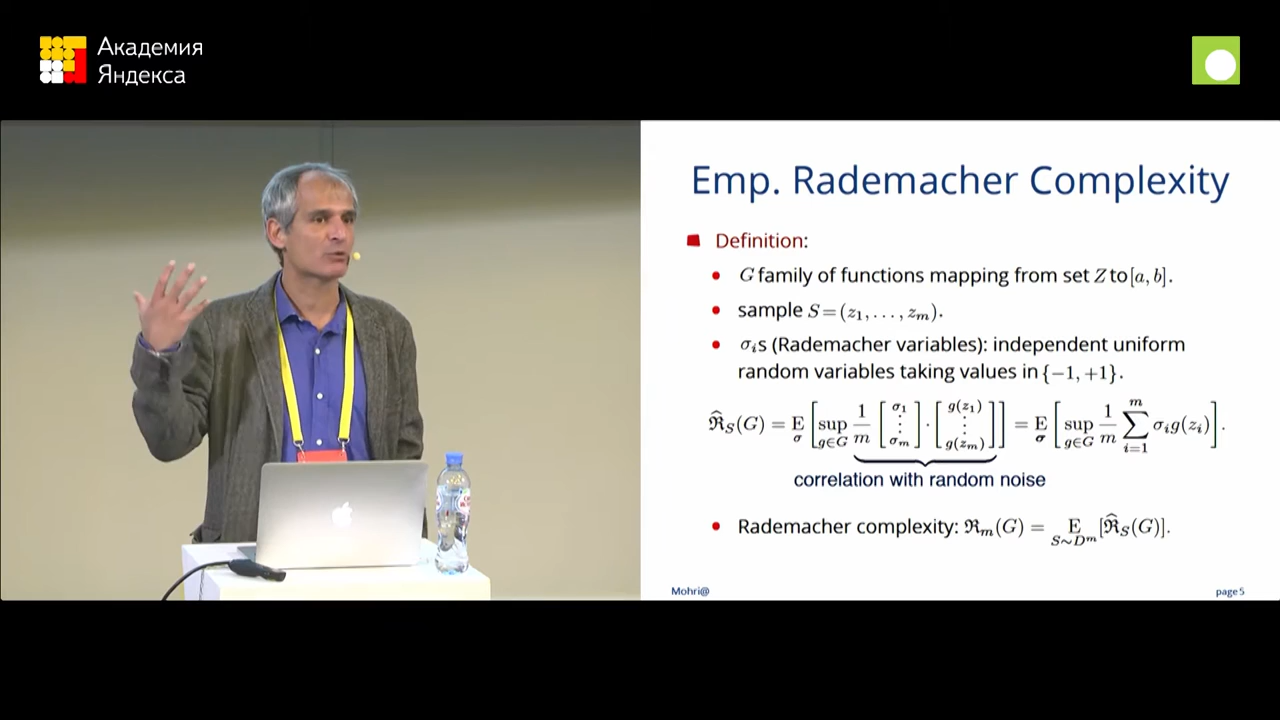 Академия
Яндекса
Emp. Rademacher Complexity
Definition:
G family of functions mapping from set Z to [a, b].
sample S = (z₁, . . . , zₘ).
σᵢs (Rademacher variables): independent uniform
random variables taking values in {−1, +1}.
ℜ̂_S(G) = E_σ [ sup_{g∈G} 1/m [σ₁ ⋮ σₘ] · [g(z₁) ⋮ g(zₘ)] ] = E_σ [ sup_{g∈G} 1/m ∑_{i=1}^{m} σᵢg(zᵢ) ].
correlation with random noise
Rademacher complexity: ℜₘ(G) = E_{S∼Dᵐ} [ℜ̂_S(G)].
Mohri@
page 5